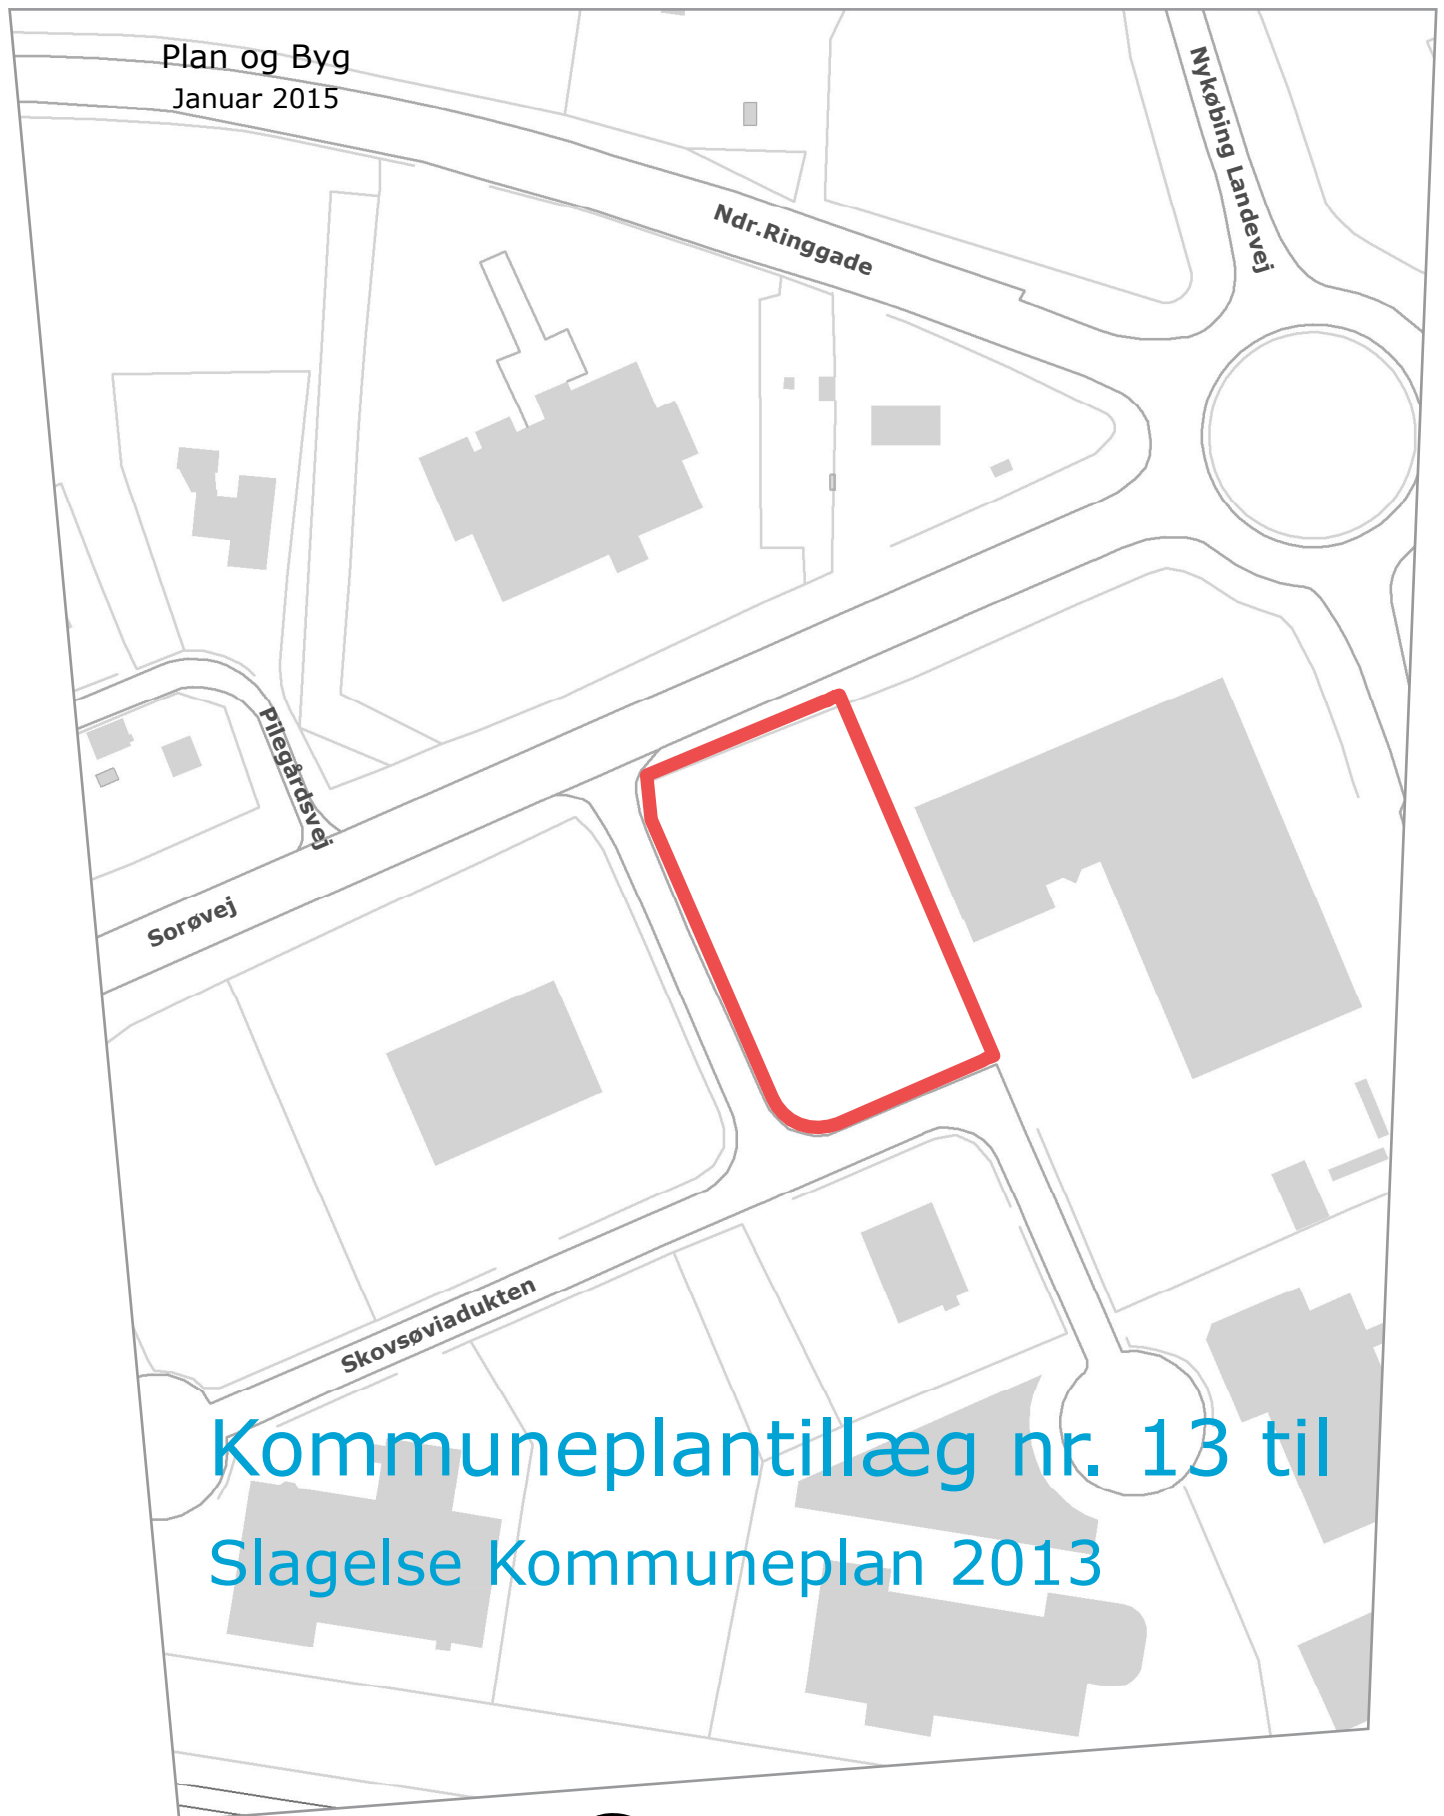 Plan og Byg
Januar 2015
Nykøbing Landevej
Ndr.Ringgade
Pilegårdsvej
Sorøvej
Skovsøviadukten
Kommuneplantillæg nr. 13 til
Slagelse Kommuneplan 2013